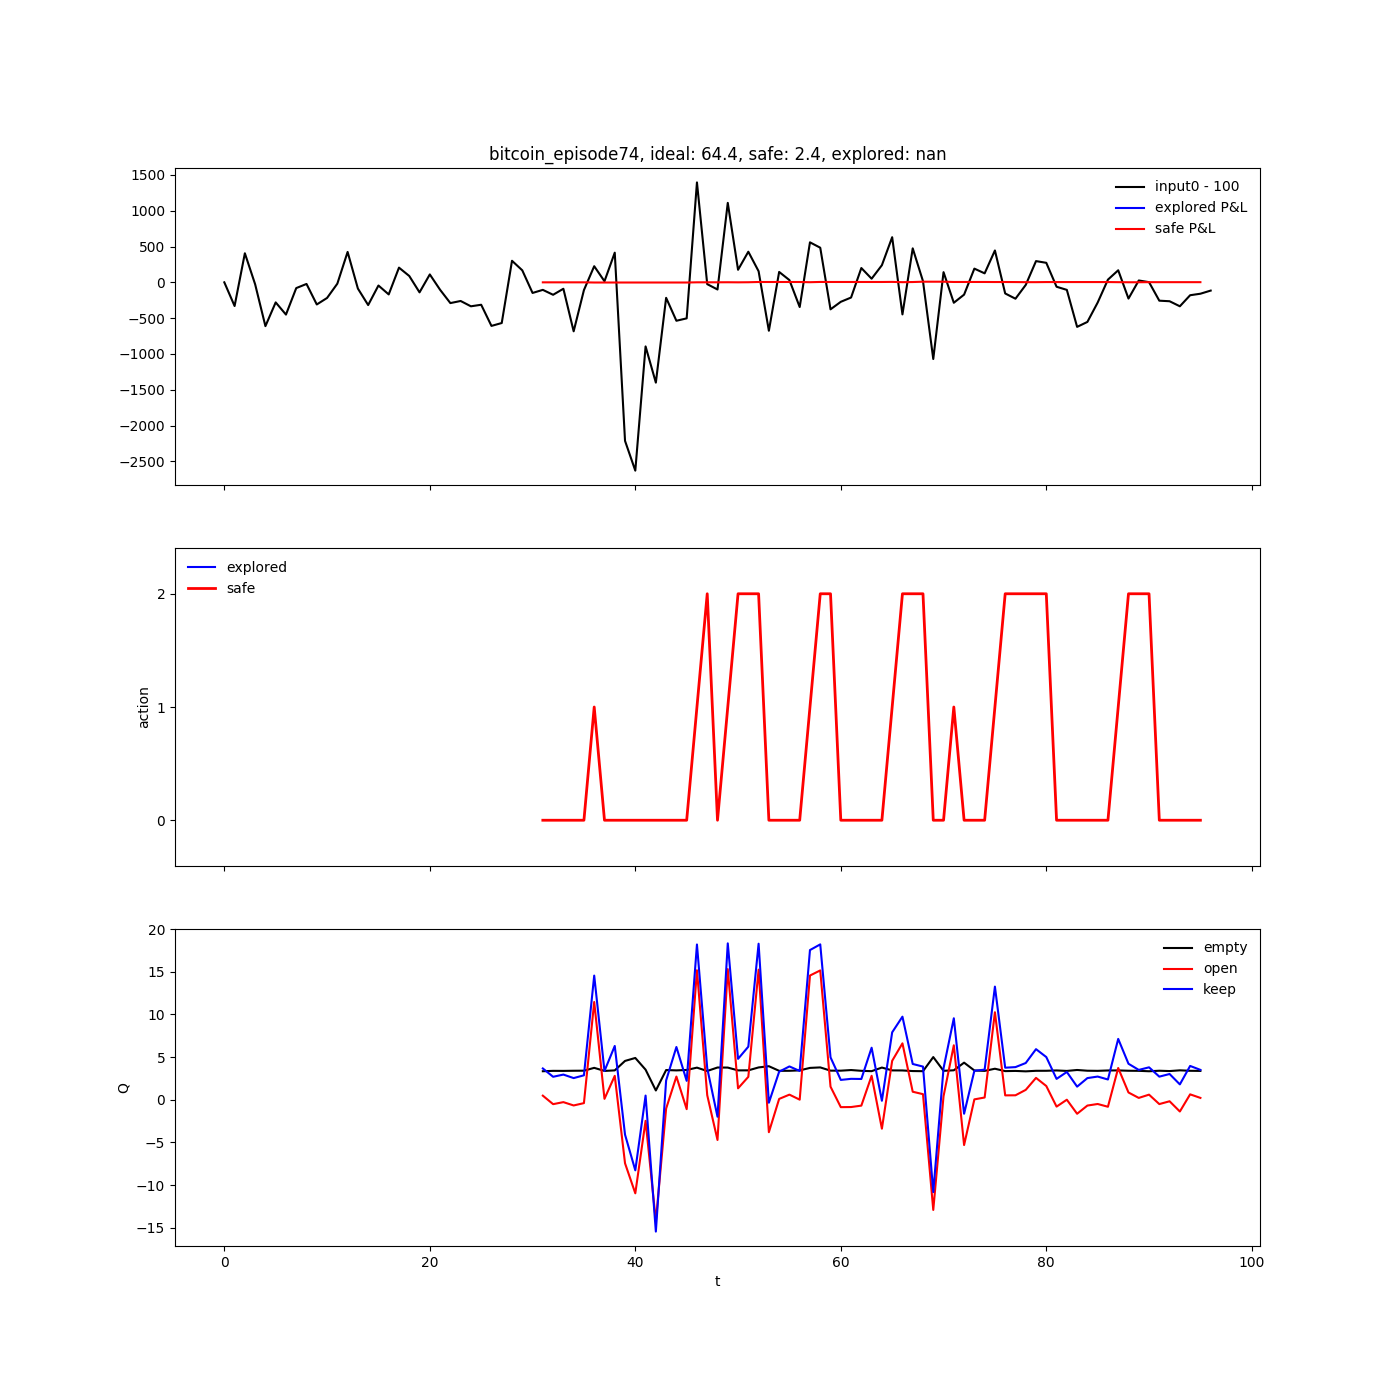 bitcoin_episode74, ideal: 64.4, safe: 2.4, explored: nan
1500
1000
500
0
−500
−1000
−1500
−2000
−2500
input0 - 100
explored P&L
safe P&L
explored
safe
action
2
1
0
Q
20
15
10
5
0
−5
−10
−15
empty
open
keep
0 20 40 60 80 100
t